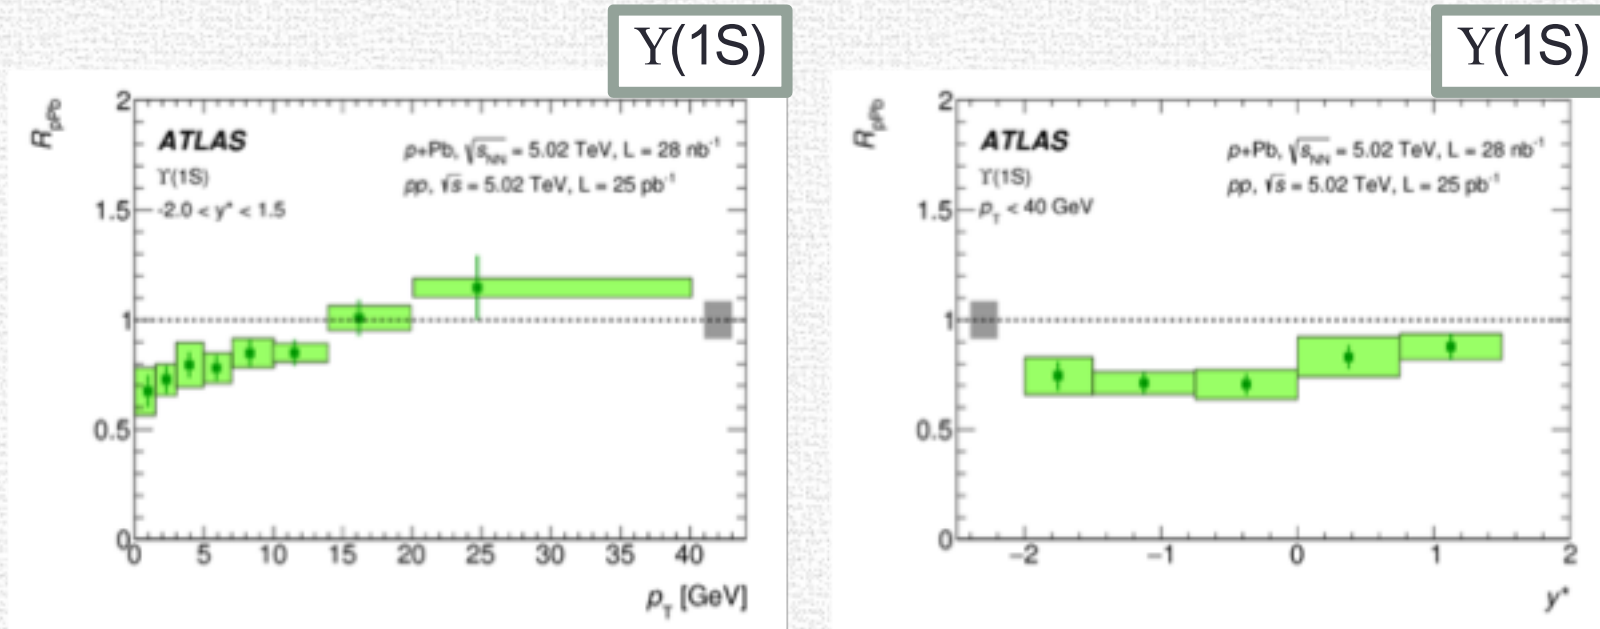 Υ(1S)
R_pPb
2
1.5
1
0.5
0
ATLAS
ϒ(1S)
-2.0 < y* < 1.5
p+Pb, √s_NN = 5.02 TeV, L = 28 nb⁻¹
pp, √s = 5.02 TeV, L = 25 pb⁻¹
0 5 10 15 20 25 30 35 40
p_T [GeV]
Υ(1S)
R_pPb
2
1.5
1
0.5
0
ATLAS
ϒ(1S)
p_T < 40 GeV
p+Pb, √s_NN = 5.02 TeV, L = 28 nb⁻¹
pp, √s = 5.02 TeV, L = 25 pb⁻¹
−2 −1 0 1 2
y*